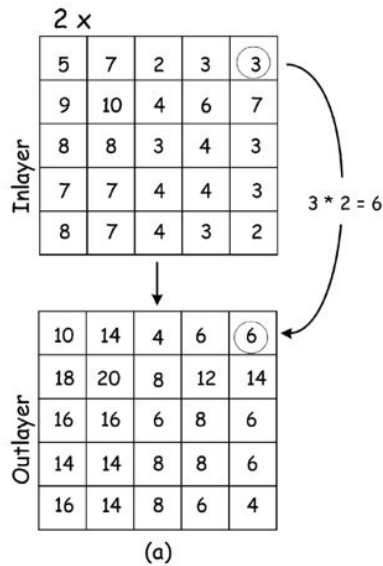 2 x
5 7 2 3 3
9 10 4 6 7
8 8 3 4 3
7 7 4 4 3
8 7 4 3 2
Inlayer
3 * 2 = 6
10 14 4 6 6
18 20 8 12 14
16 16 6 8 6
14 14 8 8 6
16 14 8 6 4
Outlayer
(a)